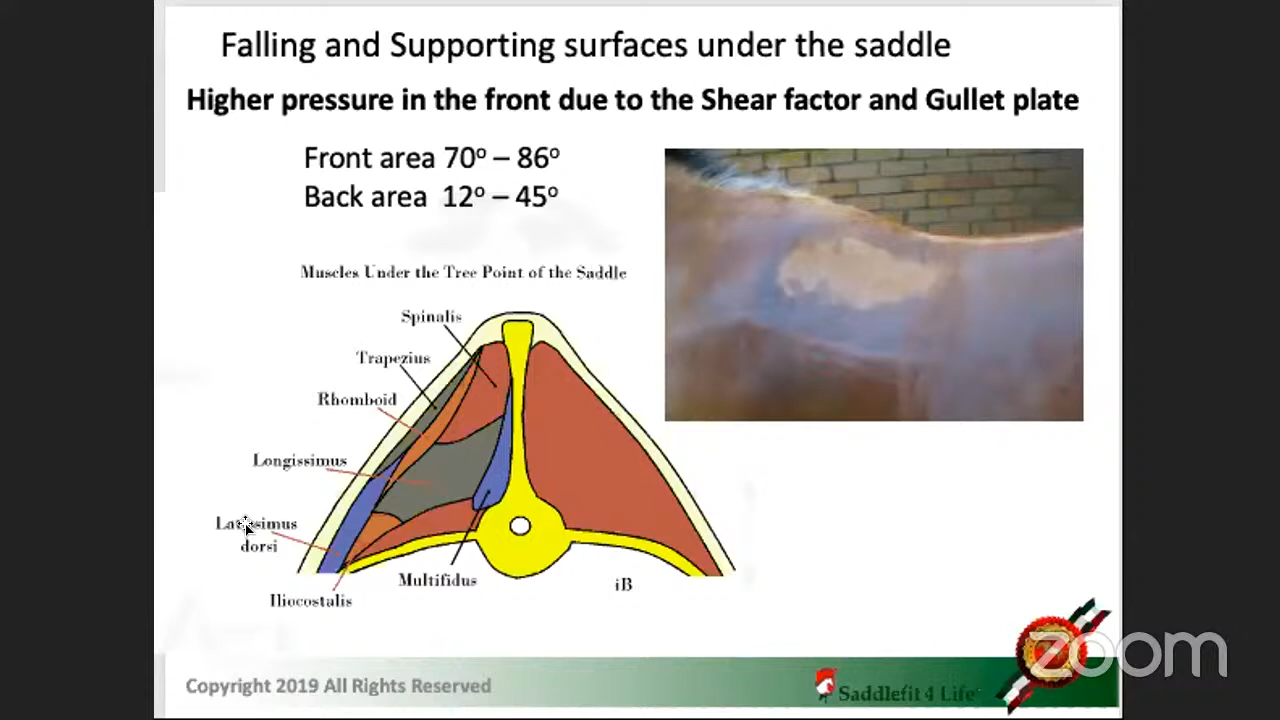 Falling and Supporting surfaces under the saddle
Higher pressure in the front due to the Shear factor and Gullet plate
Front area 70º – 86º
Back area 12º – 45º
Muscles Under the Tree Point of the Saddle
Spinalis
Trapezius
Rhomboid
Longissimus
Latissimus
dorsi
Multifidus
Iliocostalis
iB
zoom
Copyright 2019 All Rights Reserved
Saddlefit 4 Life